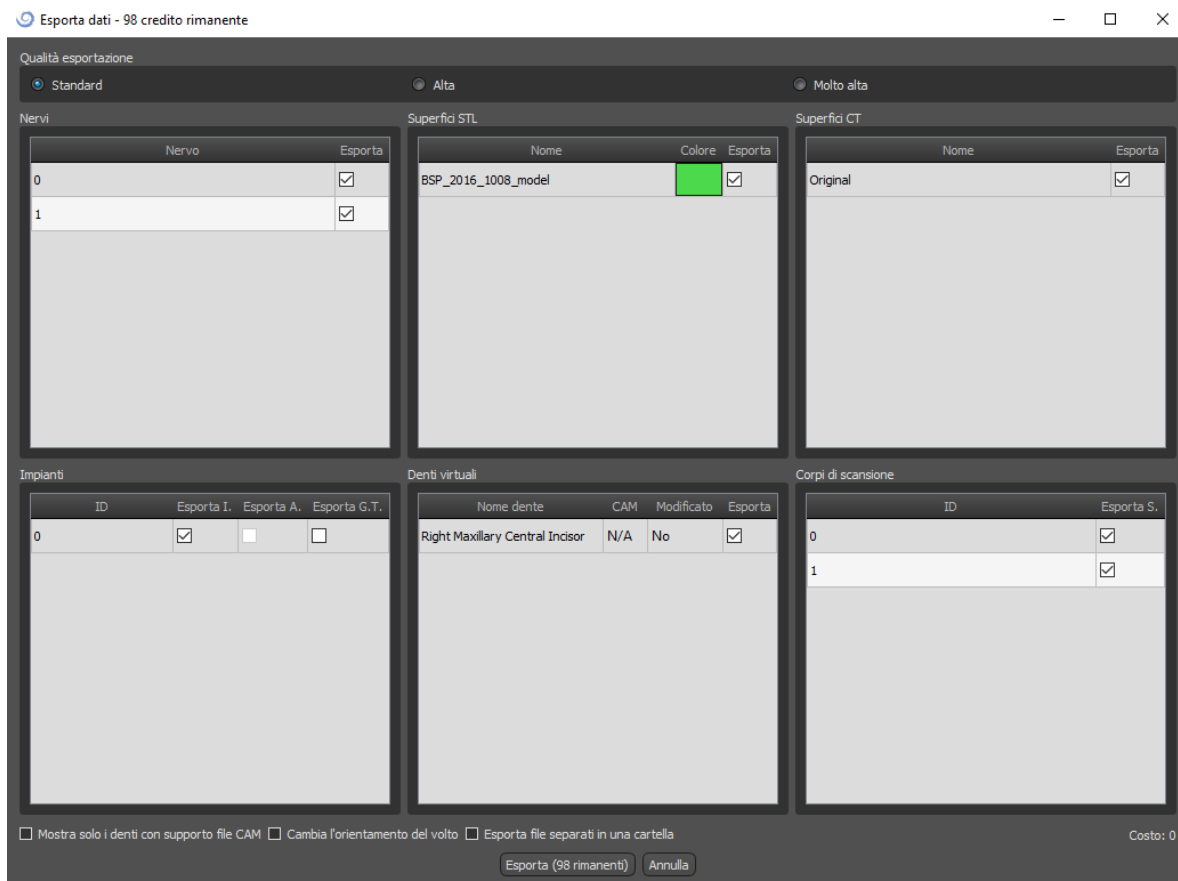 Esporta dati - 98 credito rimanente
Qualità esportazione
Standard Alta Molto alta
Nervi
Nervo Esporta
0
1
Superfici STL
Nome Colore Esporta
BSP_2016_1008_model
Superfici CT
Nome Esporta
Original
Impianti
ID Esporta I. Esporta A. Esporta G.T.
0
Denti virtuali
Nome dente CAM Modificato Esporta
Right Maxillary Central Incisor N/A No
Corpi di scansione
ID Esporta S.
0
1
Mostra solo i denti con supporto file CAM Cambia l'orientamento del volto Esporta file separati in una cartella Costo: 0
Esporta (98 rimanenti) Annulla